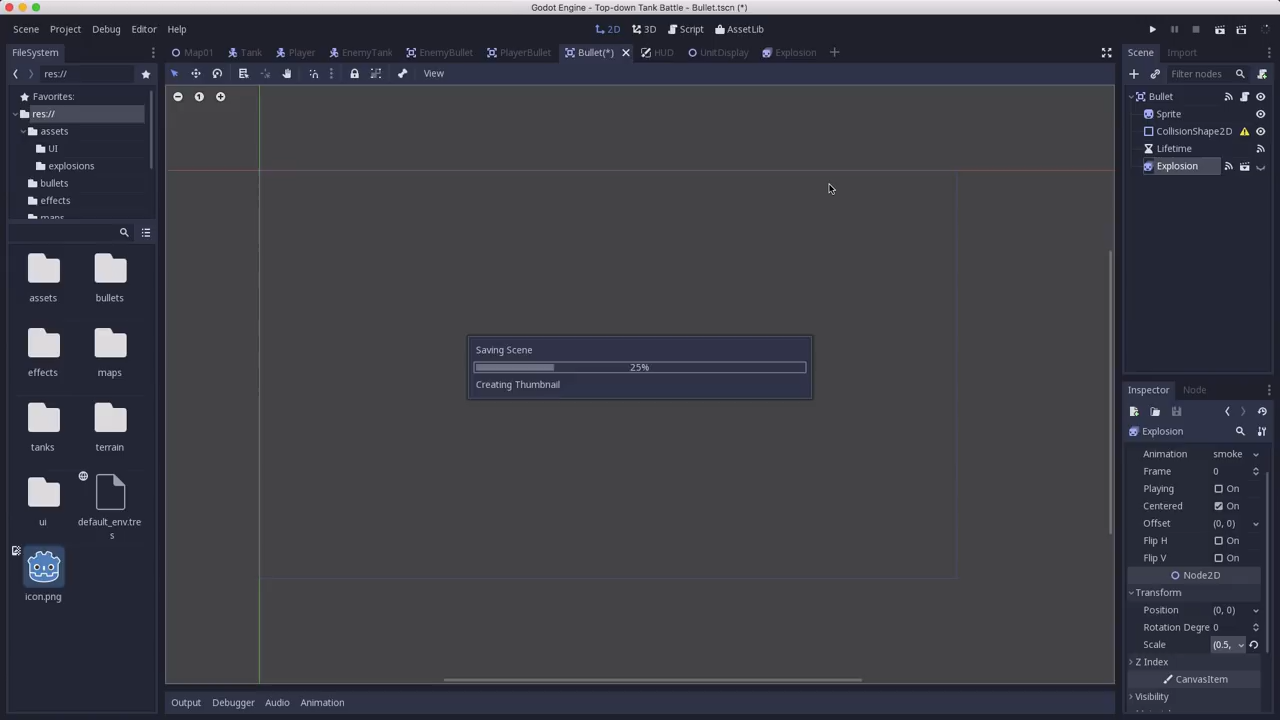 Godot Engine - Top-down Tank Battle - Bullet.tscn (*)
Scene Project Debug Editor Help
2D 3D Script AssetLib
FileSystem
Map01 Tank Player EnemyTank EnemyBullet PlayerBullet Bullet(*) HUD UnitDisplay Explosion
Scene Import
res://
View
Filter nodes
Favorites:
res://
assets
UI
explosions
bullets
effects
maps
Bullet
Sprite
CollisionShape2D
Lifetime
Explosion
assets bullets
effects maps
tanks terrain
ui default_env.tre
s
icon.png
Saving Scene
25%
Creating Thumbnail
Inspector Node
Explosion
Animation smoke
Frame 0
Playing On
Centered On
Offset (0, 0)
Flip H On
Flip V On
Node2D
Transform
Position (0, 0)
Rotation Degre 0
Scale (0.5,
Z Index
CanvasItem
Visibility
Output Debugger Audio Animation